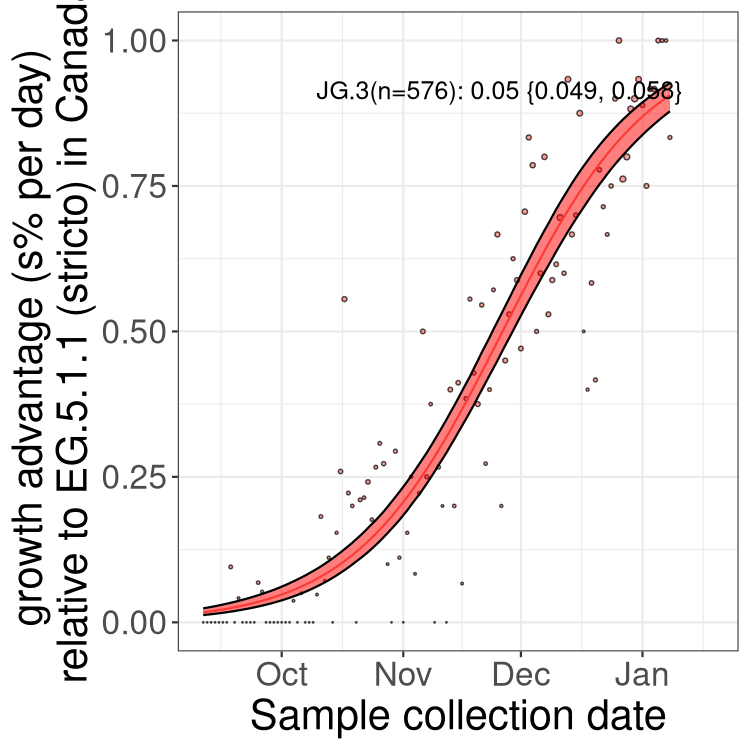 growth advantage (s% per day)
relative to EG.5.1.1 (stricto) in Canada
1.00
0.75
0.50
0.25
0.00
JG.3(n=576): 0.05 {0.049, 0.058}
Oct Nov Dec Jan
Sample collection date